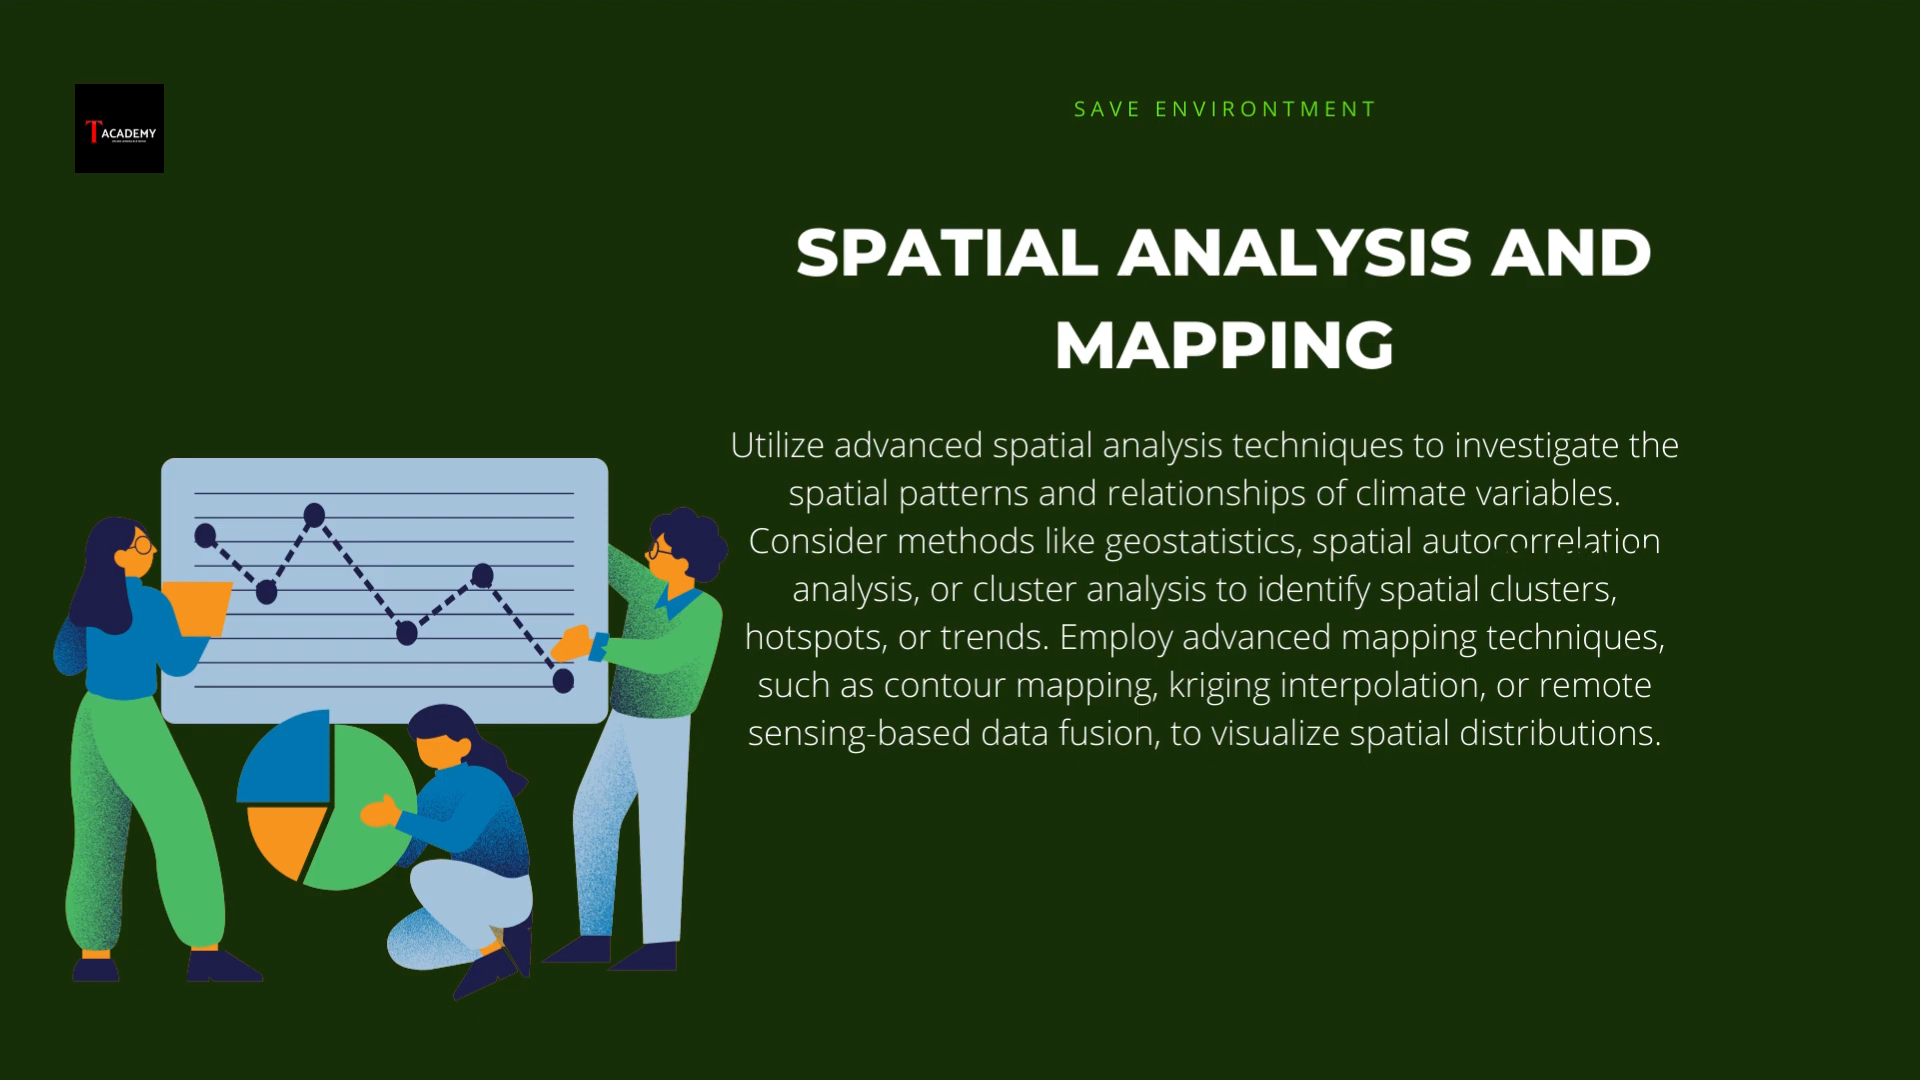 T ACADEMY
SAVE ENVIRONTMENT
SPATIAL ANALYSIS AND
MAPPING
Utilize advanced spatial analysis techniques to investigate the
spatial patterns and relationships of climate variables.
Consider methods like geostatistics, spatial autocorrelation
analysis, or cluster analysis to identify spatial clusters,
hotspots, or trends. Employ advanced mapping techniques,
such as contour mapping, kriging interpolation, or remote
sensing-based data fusion, to visualize spatial distributions.